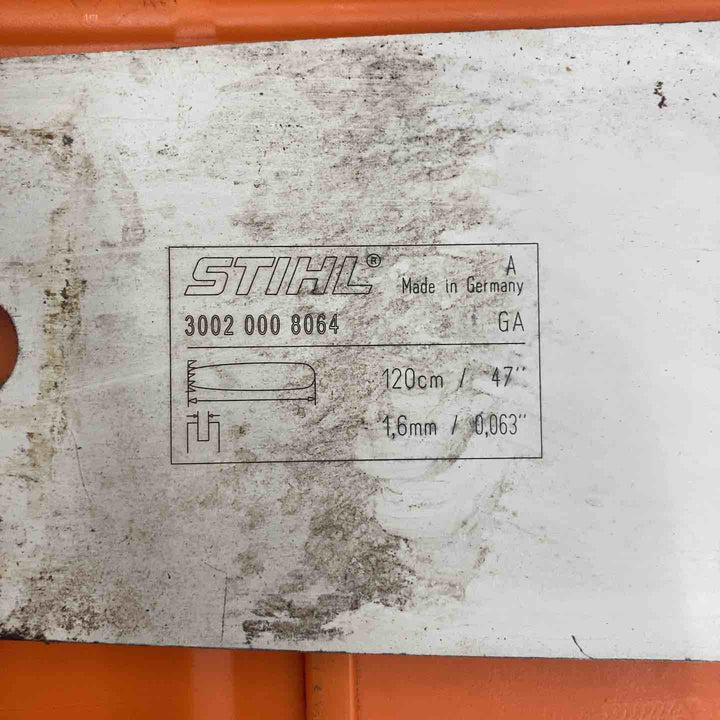 STIHL® A
Made in Germany
3002 000 8064 GA
120cm / 47"
1,6mm / 0,063"